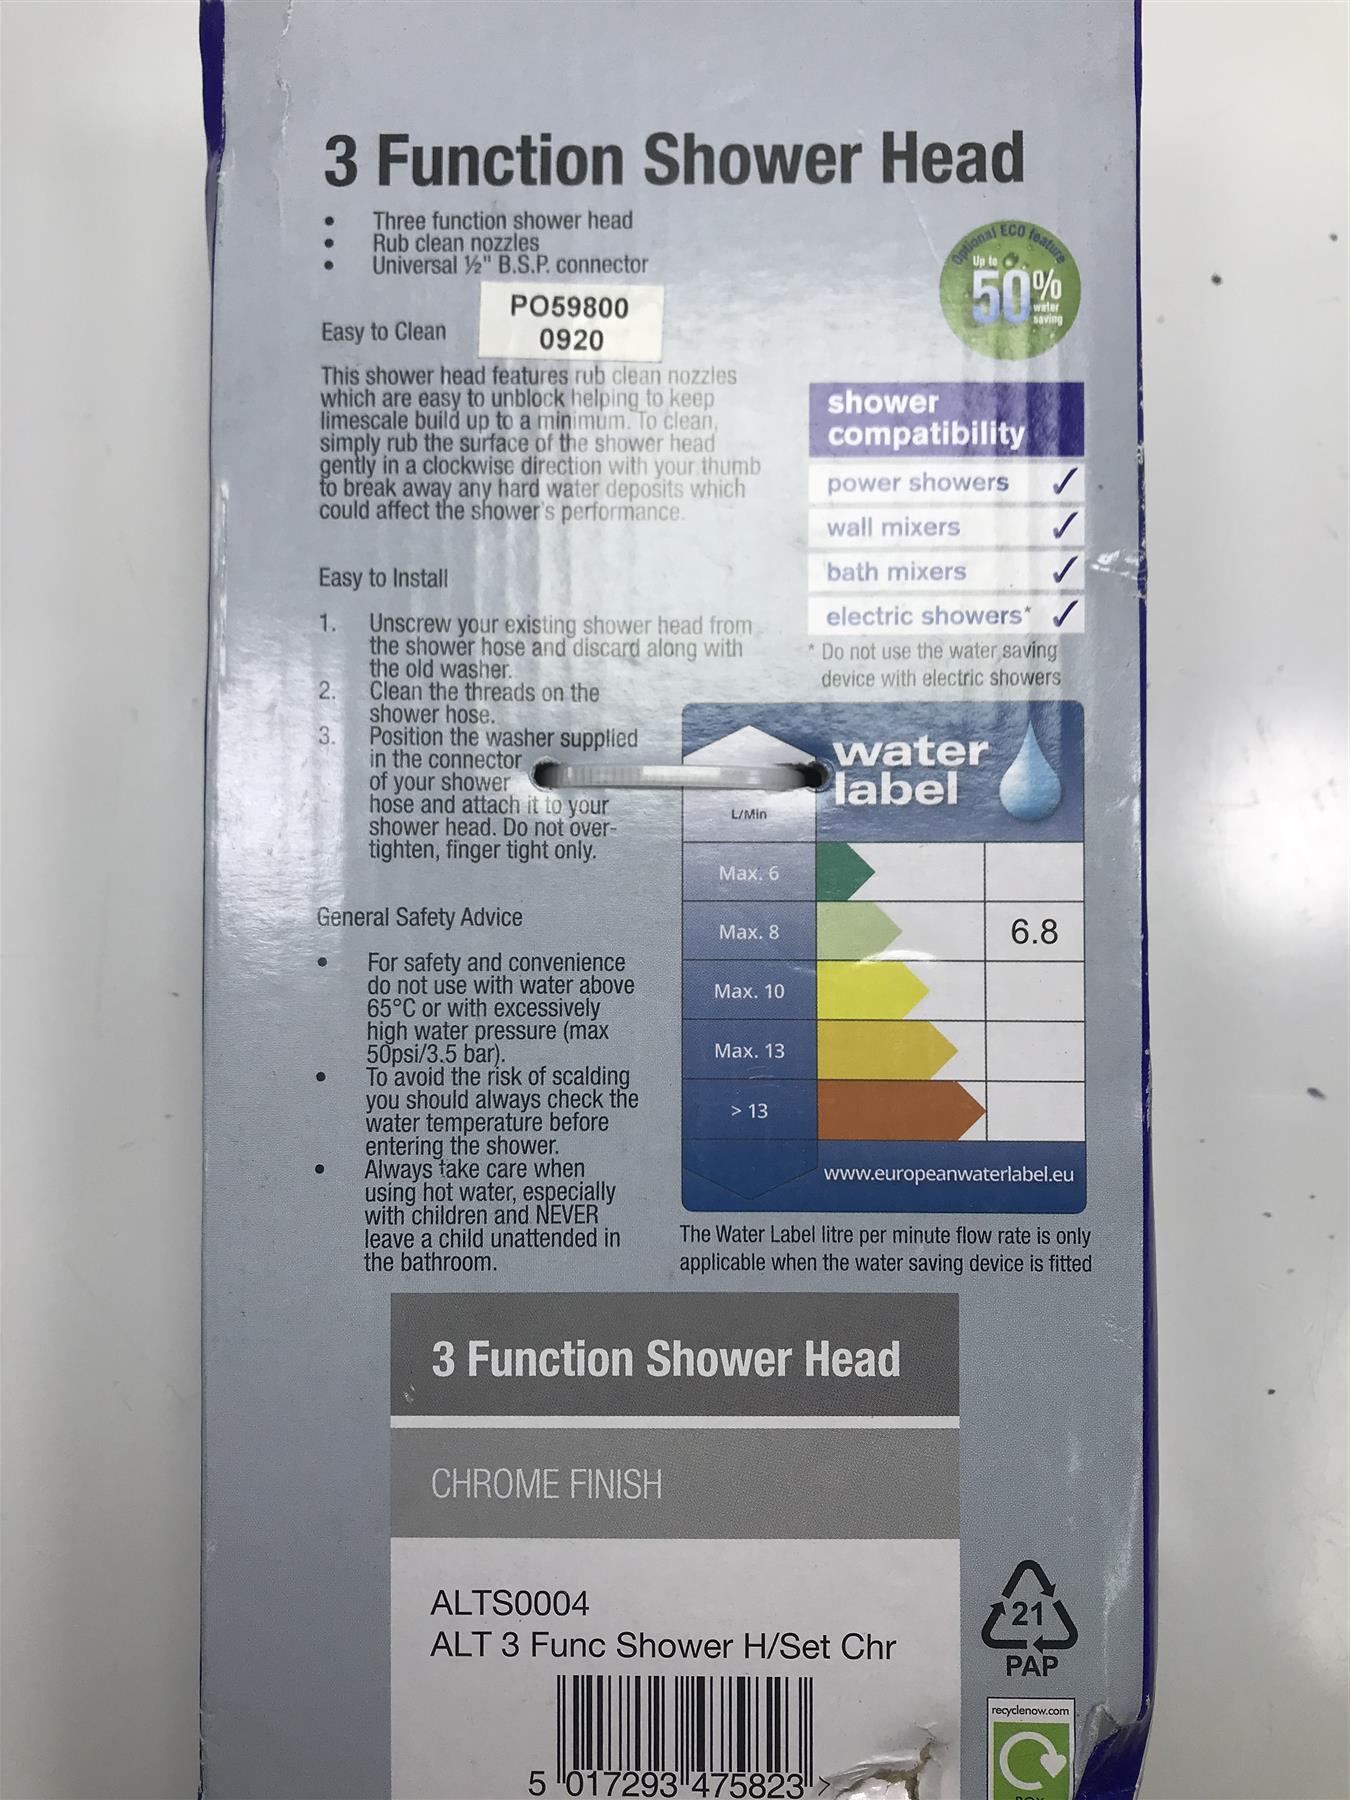 3 Function Shower Head
• Three function shower head
• Rub clean nozzles
• Universal ½" B.S.P. connector
PO59800
0920
Easy to Clean
This shower head features rub clean nozzles
which are easy to unblock helping to keep
limescale build up to a minimum. To clean,
simply rub the surface of the shower head
gently in a clockwise direction with your thumb
to break away any hard water deposits which
could affect the shower's performance.
Easy to Install
1. Unscrew your existing shower head from
the shower hose and discard along with
the old washer.
2. Clean the threads on the
shower hose.
3. Position the washer supplied
in the connector
of your shower
hose and attach it to your
shower head. Do not over-
tighten, finger tight only.
General Safety Advice
• For safety and convenience
do not use with water above
65°C or with excessively
high water pressure (max
50psi/3.5 bar).
• To avoid the risk of scalding
you should always check the
water temperature before
entering the shower.
• Always take care when
using hot water, especially
with children and NEVER
leave a child unattended in
the bathroom.
Optional ECO feature
Up to
50%
water
saving
shower
compatibility
power showers ✓
wall mixers ✓
bath mixers ✓
electric showers* ✓
* Do not use the water saving
device with electric showers
water
label
L/Min
Max. 6
Max. 8 6.8
Max. 10
Max. 13
> 13
www.europeanwaterlabel.eu
The Water Label litre per minute flow rate is only
applicable when the water saving device is fitted
3 Function Shower Head
CHROME FINISH
ALTS0004
ALT 3 Func Shower H/Set Chr
5 017293 475823 >
21
PAP
recyclenow.com
BOX